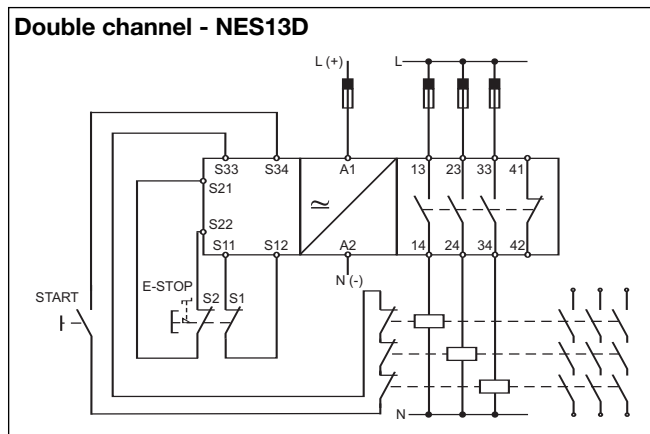 Double channel - NES13D
L (+) L
S33 S34 A1 13 23 33 41
S21
≃
S22
S11 S12 A2 14 24 34 42
N (-)
E-STOP
START S2 S1
N